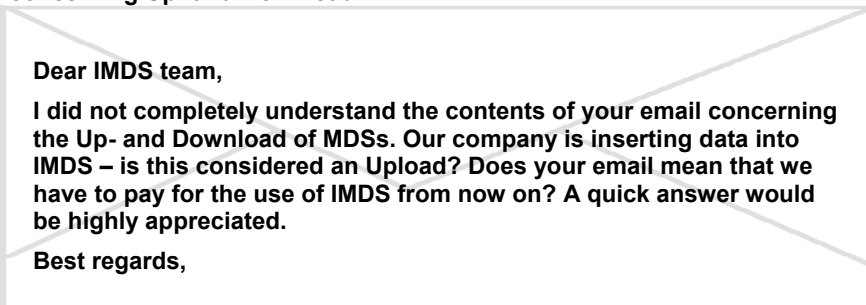 Dear IMDS team,
I did not completely understand the contents of your email concerning
the Up- and Download of MDSs. Our company is inserting data into
IMDS – is this considered an Upload? Does your email mean that we
have to pay for the use of IMDS from now on? A quick answer would
be highly appreciated.
Best regards,